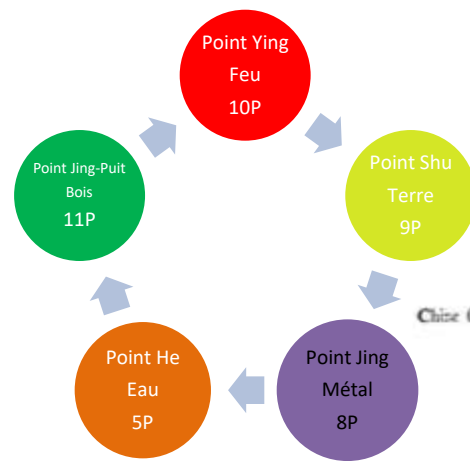 Point Ying
Feu
10P
Point Shu
Terre
9P
Point Jing
Métal
8P
Point He
Eau
5P
Point Jing-Puit
Bois
11P
Chize